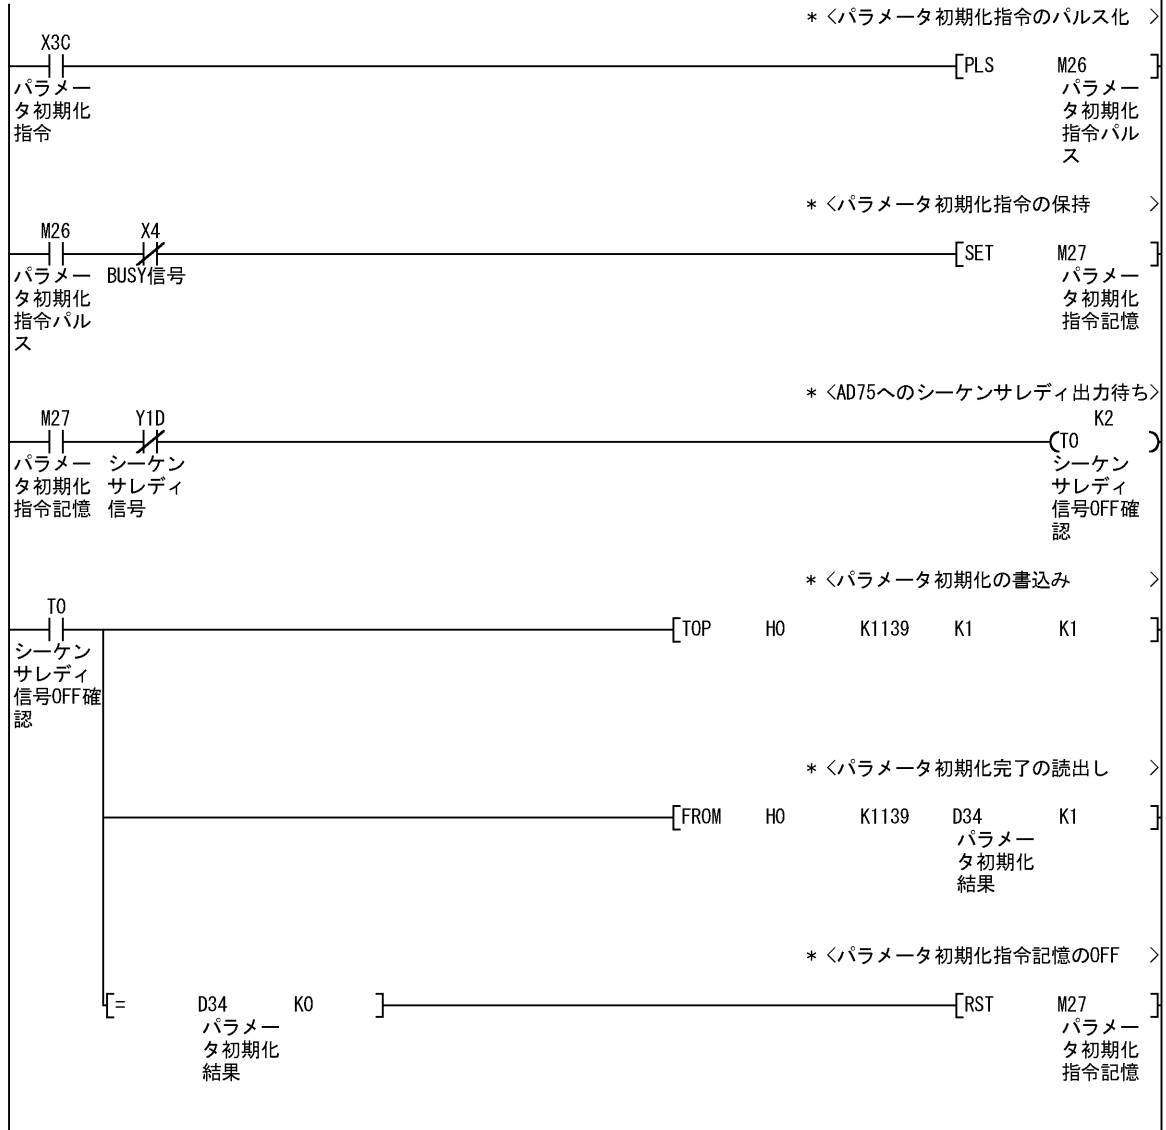 * <パラメータ初期化指令のパルス化 >
X3C
[PLS M26 ]
パラメー
タ初期化
指令
パラメー
タ初期化
指令パル
ス
* <パラメータ初期化指令の保持 >
M26 X4
[SET M27 ]
パラメー
タ初期化
指令パル
ス
BUSY信号
パラメー
タ初期化
指令記憶
* <AD75へのシーケンサレディ出力待ち>
M27 Y1D
K2
(T0 )
パラメー
タ初期化
指令記憶
シーケン
サレディ
信号
シーケン
サレディ
信号OFF確
認
* <パラメータ初期化の書込み >
T0
[TOP H0 K1139 K1 K1 ]
シーケン
サレディ
信号OFF確
認
* <パラメータ初期化完了の読出し >
[FROM H0 K1139 D34 K1 ]
パラメー
タ初期化
結果
* <パラメータ初期化指令記憶のOFF >
[= D34 K0 ]
[RST M27 ]
パラメー
タ初期化
結果
パラメー
タ初期化
指令記憶